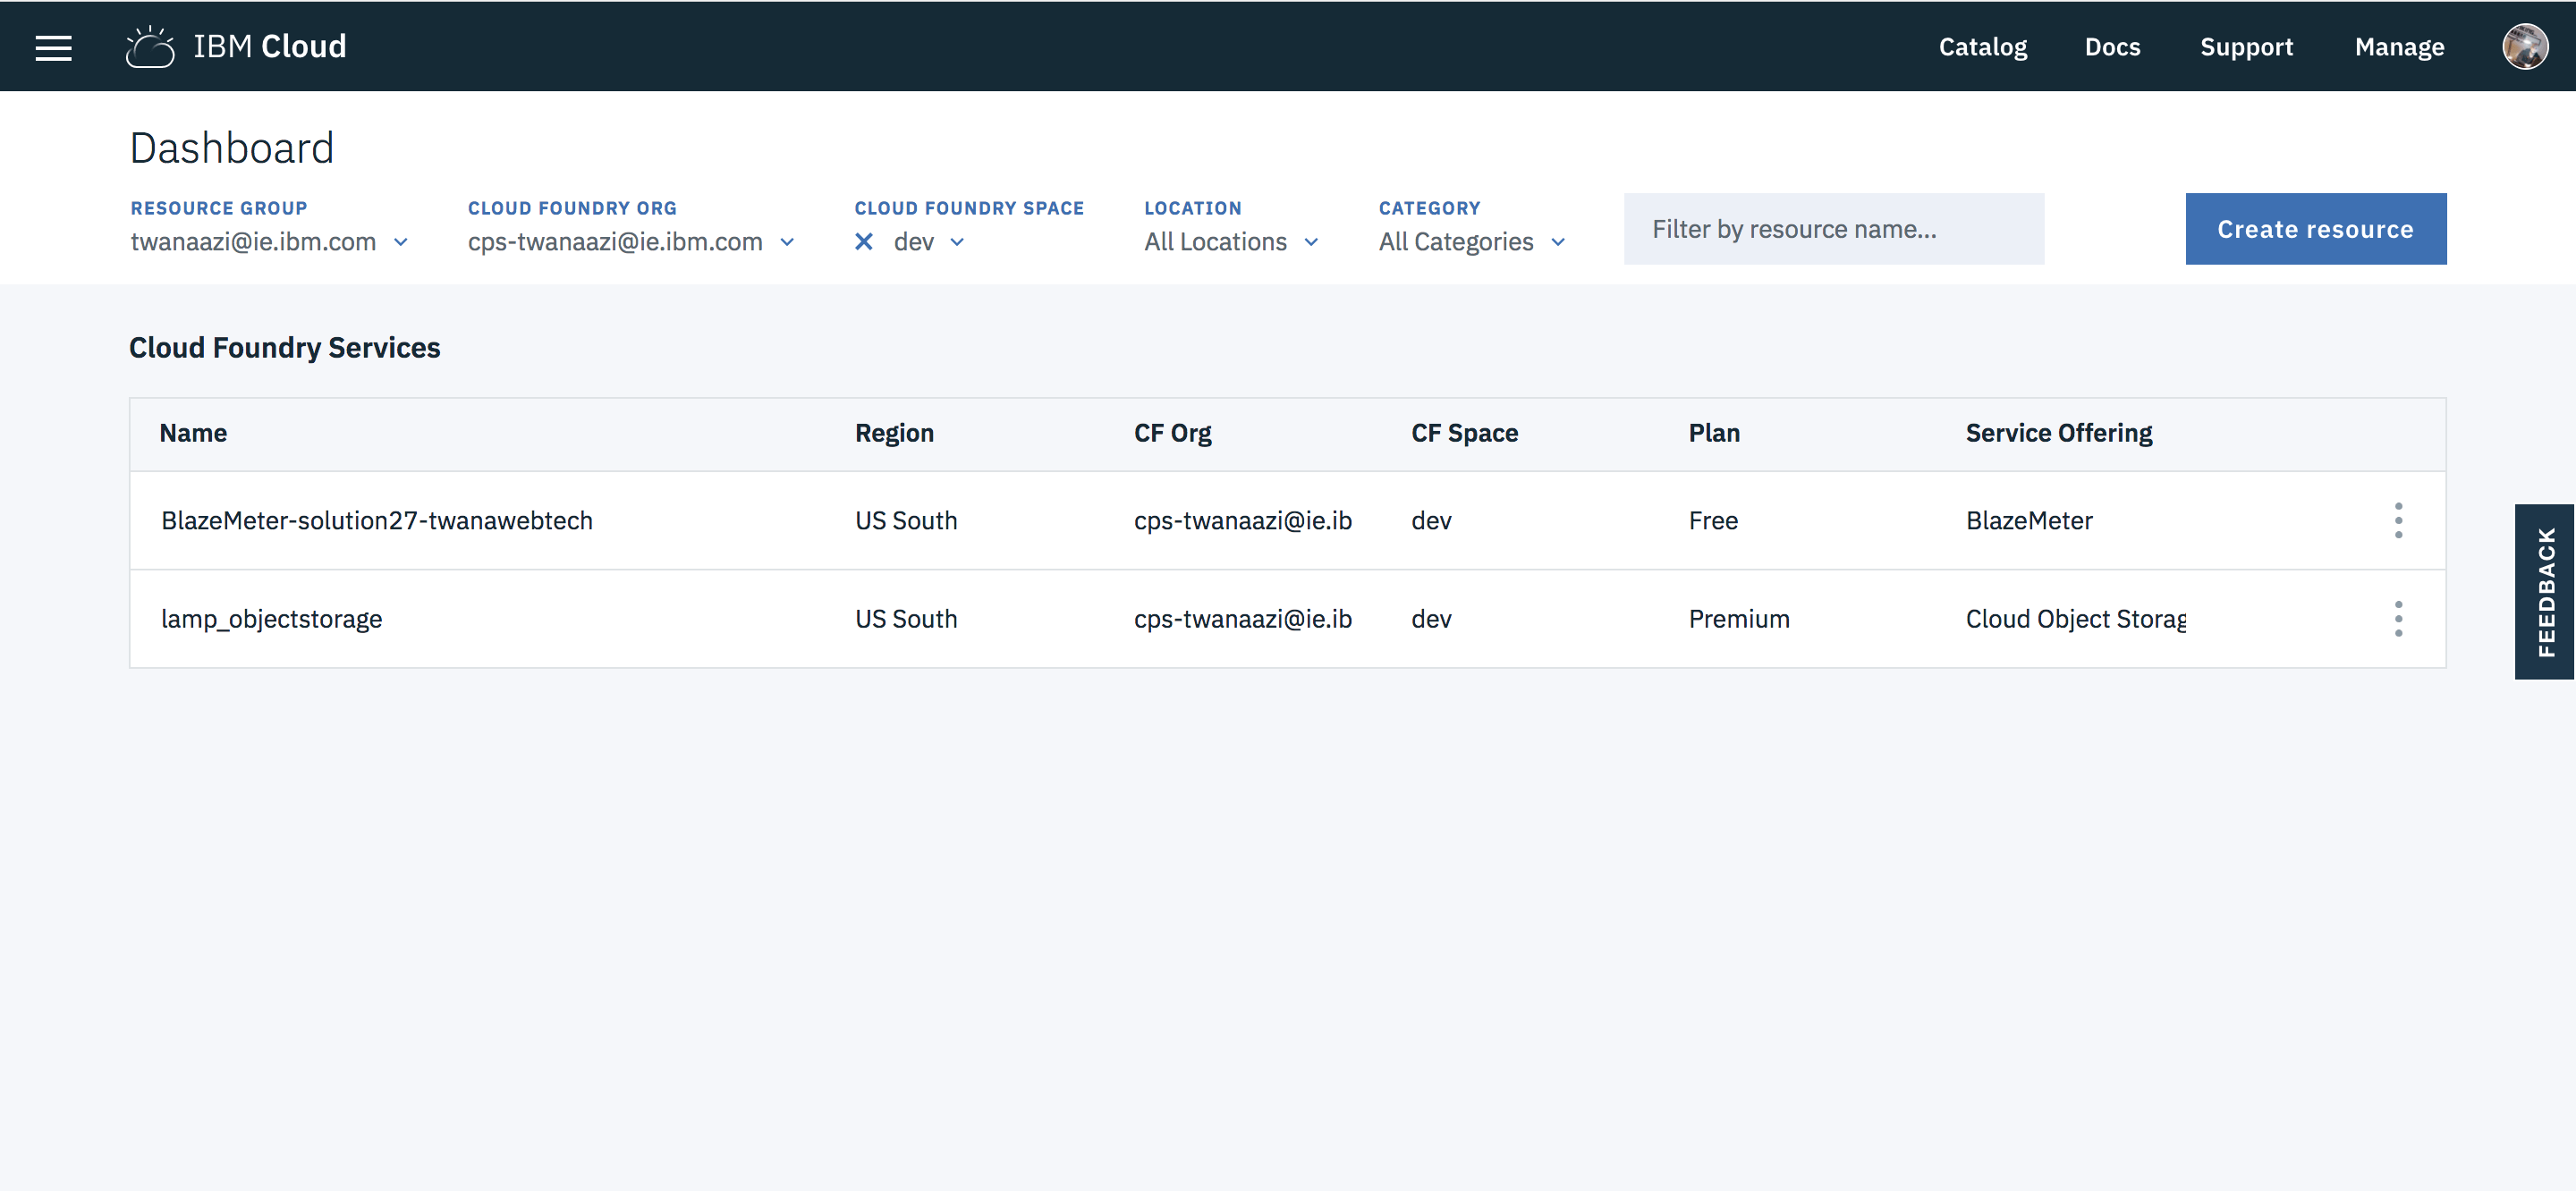 IBM Cloud Catalog Docs Support Manage
Dashboard
RESOURCE GROUP CLOUD FOUNDRY ORG CLOUD FOUNDRY SPACE LOCATION CATEGORY
twanaazi@ie.ibm.com cps-twanaazi@ie.ibm.com dev All Locations All Categories Filter by resource name... Create resource
Cloud Foundry Services
Name Region CF Org CF Space Plan Service Offering
BlazeMeter-solution27-twanawebtech US South cps-twanaazi@ie.ib dev Free BlazeMeter
lamp_objectstorage US South cps-twanaazi@ie.ib dev Premium Cloud Object Storag
FEEDBACK